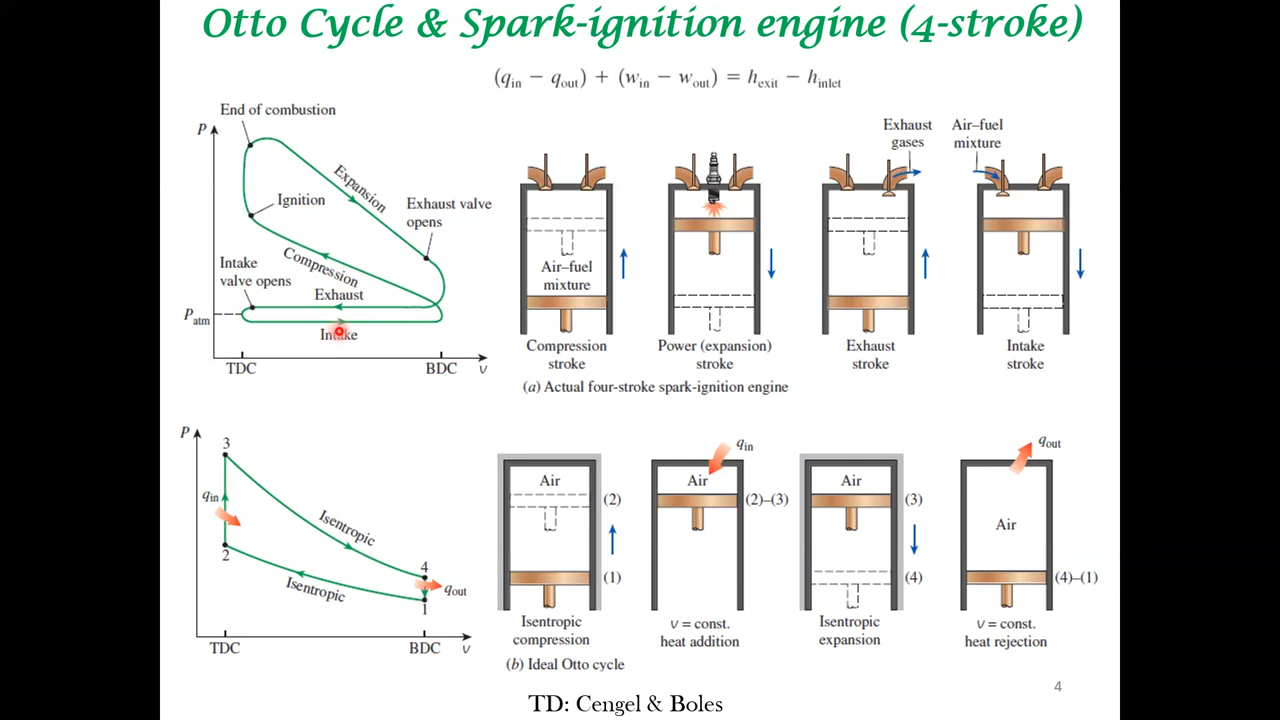 Otto Cycle & Spark-ignition engine (4-stroke)
(q_in − q_out) + (w_in − w_out) = h_exit − h_inlet
End of combustion
P
Expansion
Ignition
Exhaust valve
opens
Compression
Intake
valve opens
Exhaust
P_atm
Intake
TDC
BDC
v
Exhaust
gases
Air–fuel
mixture
Air–fuel
mixture
Compression
stroke
Power (expansion)
stroke
Exhaust
stroke
Intake
stroke
(a) Actual four-stroke spark-ignition engine
P
3
q_in
Isentropic
2
4
q_out
Isentropic
1
TDC
BDC
v
Air
(2)
(1)
Isentropic
compression
q_in
Air
(2)–(3)
v = const.
heat addition
Air
(3)
(4)
Isentropic
expansion
q_out
Air
(4)–(1)
v = const.
heat rejection
(b) Ideal Otto cycle
4
TD: Cengel & Boles